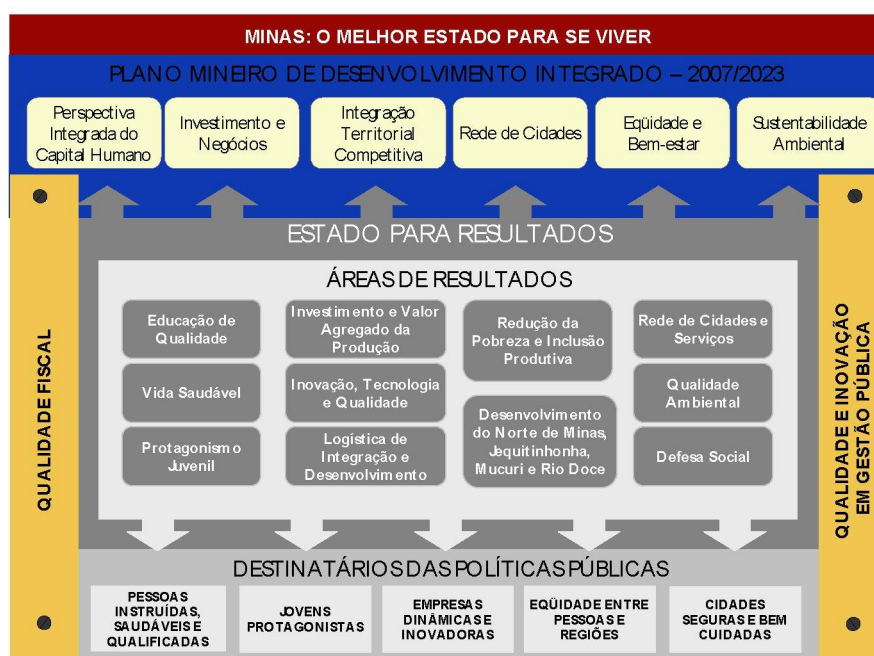 MINAS: O MELHOR ESTADO PARA SE VIVER
PLANO MINEIRO DE DESENVOLVIMENTO INTEGRADO – 2007/2023
Perspectiva
Integrada do
Capital Humano
Investimento e
Negócios
Integração
Territorial
Competitiva
Rede de Cidades
Eqüidade e
Bem-estar
Sustentabilidade
Ambiental
QUALIDADE FISCAL
ESTADO PARA RESULTADOS
ÁREAS DE RESULTADOS
Educação de
Qualidade
Vida Saudável
Protagonismo
Juvenil
Investimento e Valor
Agregado da
Produção
Inovação, Tecnologia
e Qualidade
Logística de
Integração e
Desenvolvimento
Redução da
Pobreza e Inclusão
Produtiva
Desenvolvimento
do Norte de Minas,
Jequitinhonha,
Mucuri e Rio Doce
Rede de Cidades e
Serviços
Qualidade
Ambiental
Defesa Social
QUALIDADE E INOVAÇÃO
EM GESTÃO PÚBLICA
DESTINATÁRIOS DAS POLÍTICAS PÚBLICAS
PESSOAS
INSTRUÍDAS,
SAUDÁVEIS E
QUALIFICADAS
JOVENS
PROTAGONISTAS
EMPRESAS
DINÂMICAS E
INOVADORAS
EQÜIDADE ENTRE
PESSOAS E
REGIÕES
CIDADES
SEGURAS E BEM
CUIDADAS